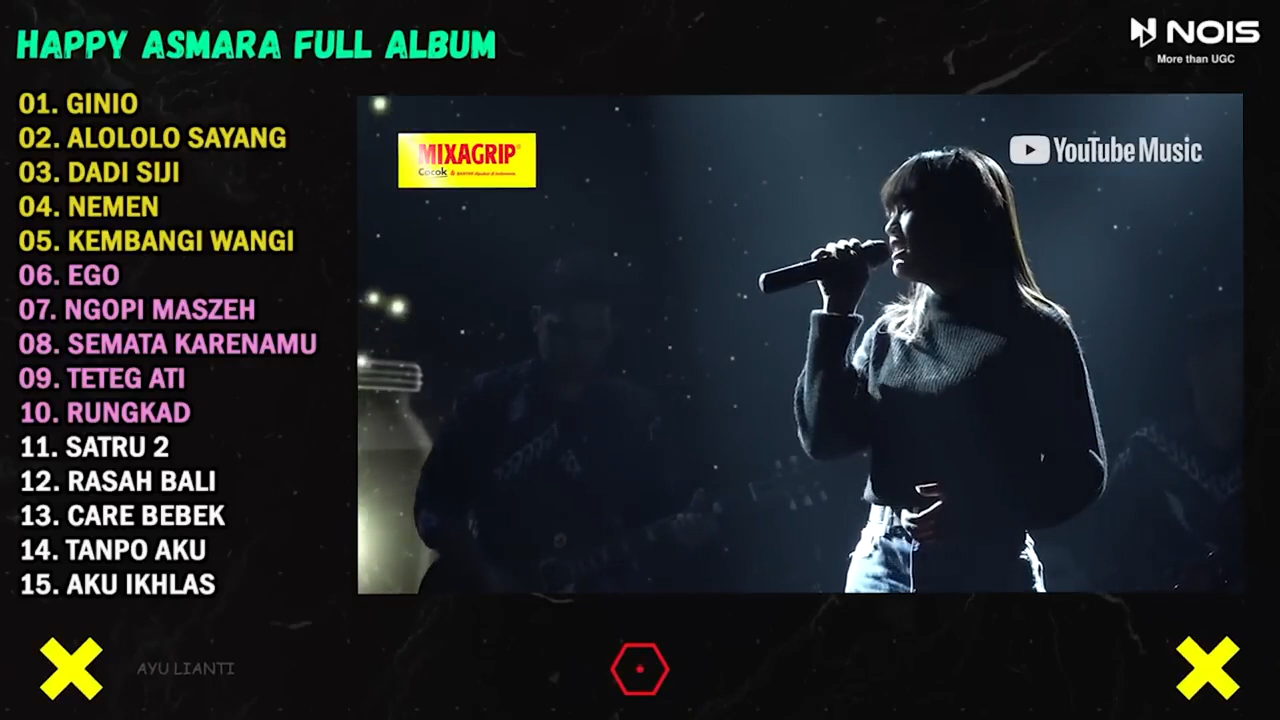 HAPPY ASMARA FULL ALBUM
NOIS
More than UGC
01. GINIO
02. ALOLOLO SAYANG
03. DADI SIJI
04. NEMEN
05. KEMBANGI WANGI
06. EGO
07. NGOPI MASZEH
08. SEMATA KARENAMU
09. TETEG ATI
10. RUNGKAD
11. SATRU 2
12. RASAH BALI
13. CARE BEBEK
14. TANPO AKU
15. AKU IKHLAS
MIXAGRIP
Cocok &
YouTube Music
AYU LIANTI